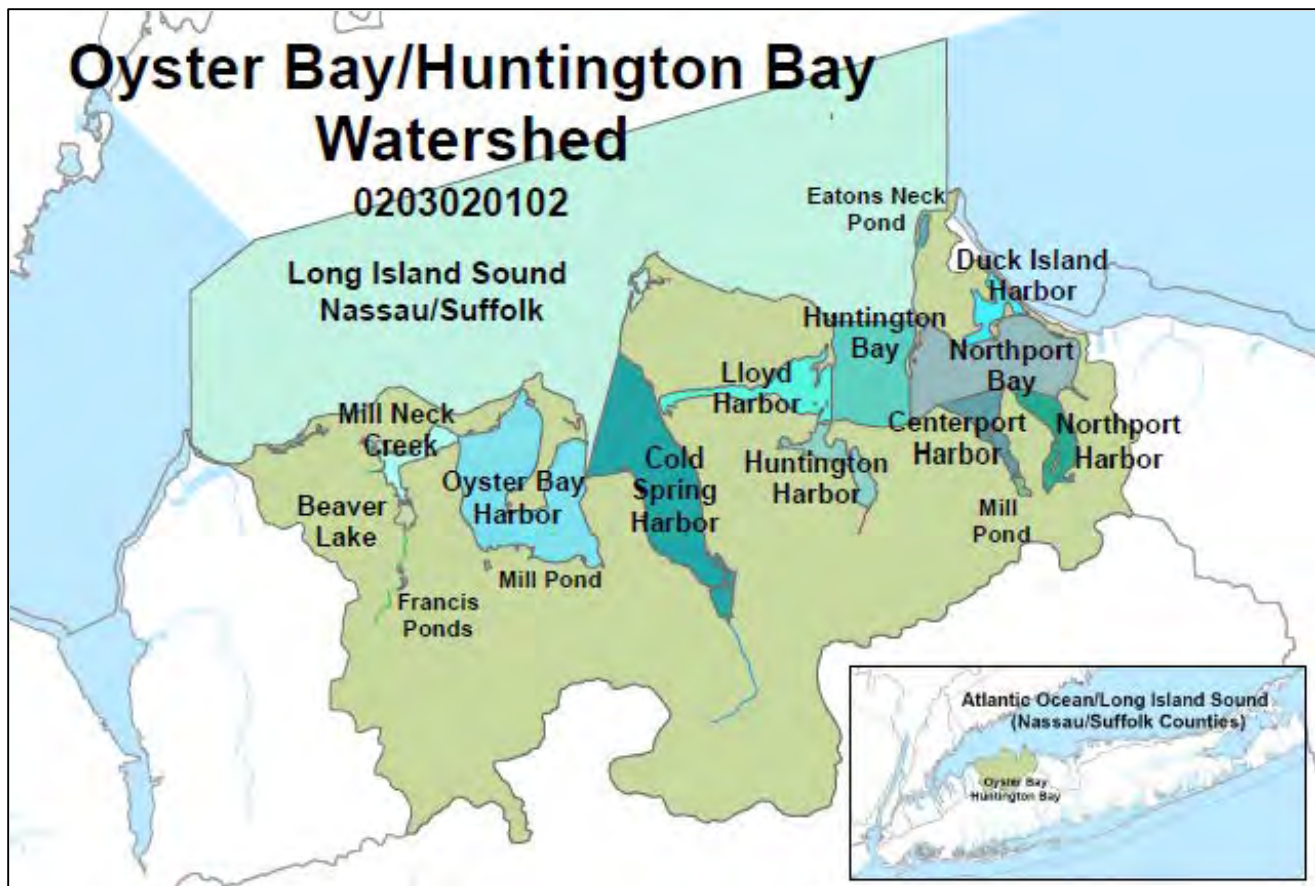 Oyster Bay/Huntington Bay
Watershed
0203020102
Long Island Sound
Nassau/Suffolk
Eatons Neck
Pond
Duck Island
Harbor
Huntington
Bay
Northport
Bay
Lloyd
Harbor
Mill Neck
Creek
Centerport
Harbor
Northport
Harbor
Oyster Bay
Harbor
Cold
Spring
Harbor
Huntington
Harbor
Beaver
Lake
Mill
Pond
Mill Pond
Francis
Ponds
Atlantic Ocean/Long Island Sound
(Nassau/Suffolk Counties)
Oyster Bay
Huntington Bay